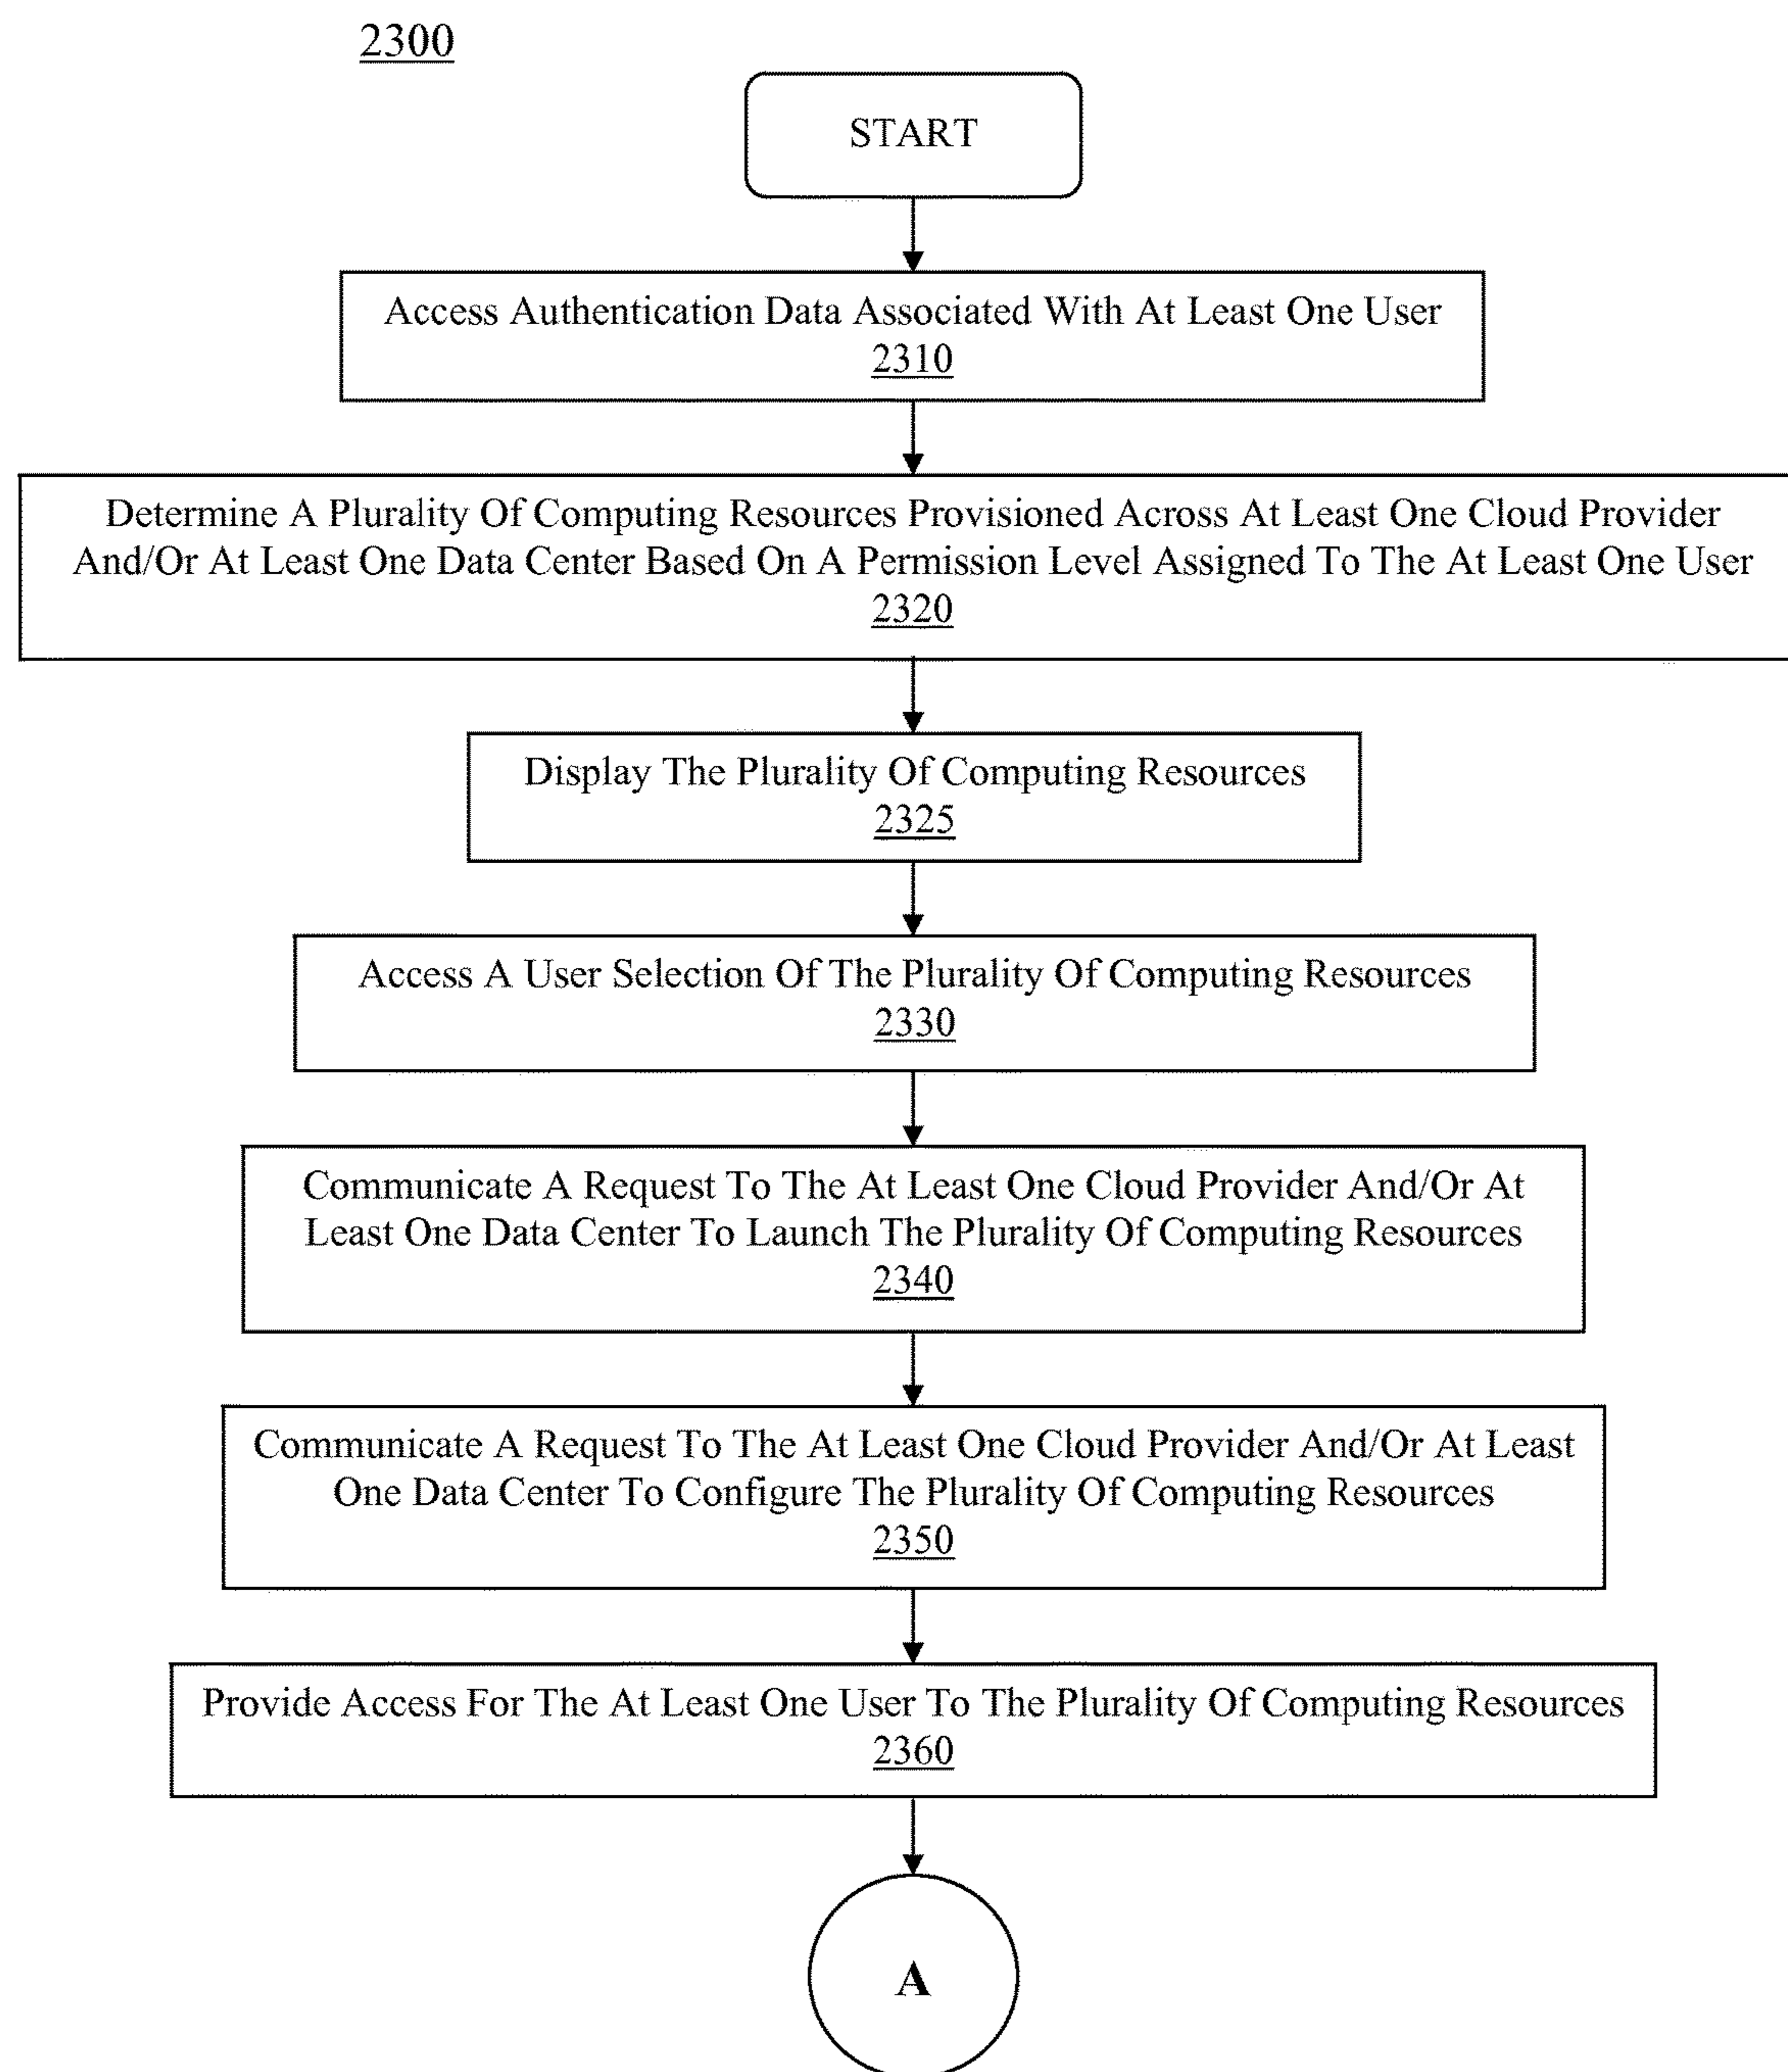 2300
START
Access Authentication Data Associated With At Least One User
2310
Determine A Plurality Of Computing Resources Provisioned Across At Least One Cloud Provider
And/Or At Least One Data Center Based On A Permission Level Assigned To The At Least One User
2320
Display The Plurality Of Computing Resources
2325
Access A User Selection Of The Plurality Of Computing Resources
2330
Communicate A Request To The At Least One Cloud Provider And/Or At
Least One Data Center To Launch The Plurality Of Computing Resources
2340
Communicate A Request To The At Least One Cloud Provider And/Or At Least
One Data Center To Configure The Plurality Of Computing Resources
2350
Provide Access For The At Least One User To The Plurality Of Computing Resources
2360
A